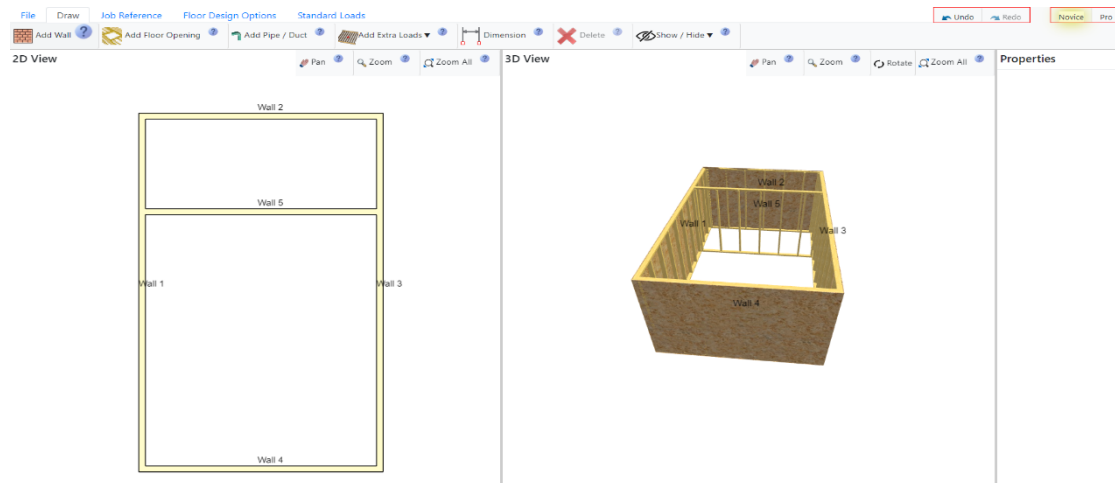 File Draw Job Reference Floor Design Options Standard Loads Undo Redo Novice Pro
Add Wall ? Add Floor Opening ? Add Pipe / Duct ? Add Extra Loads ▾ ? Dimension ? Delete ? Show / Hide ▾ ?
2D View Pan ? Zoom ? Zoom All ? 3D View Pan ? Zoom ? Rotate Zoom All ? Properties
Wall 2
Wall 5
Wall 1
Wall 3
Wall 4
Wall 2
Wall 5
Wall 1
Wall 3
Wall 4